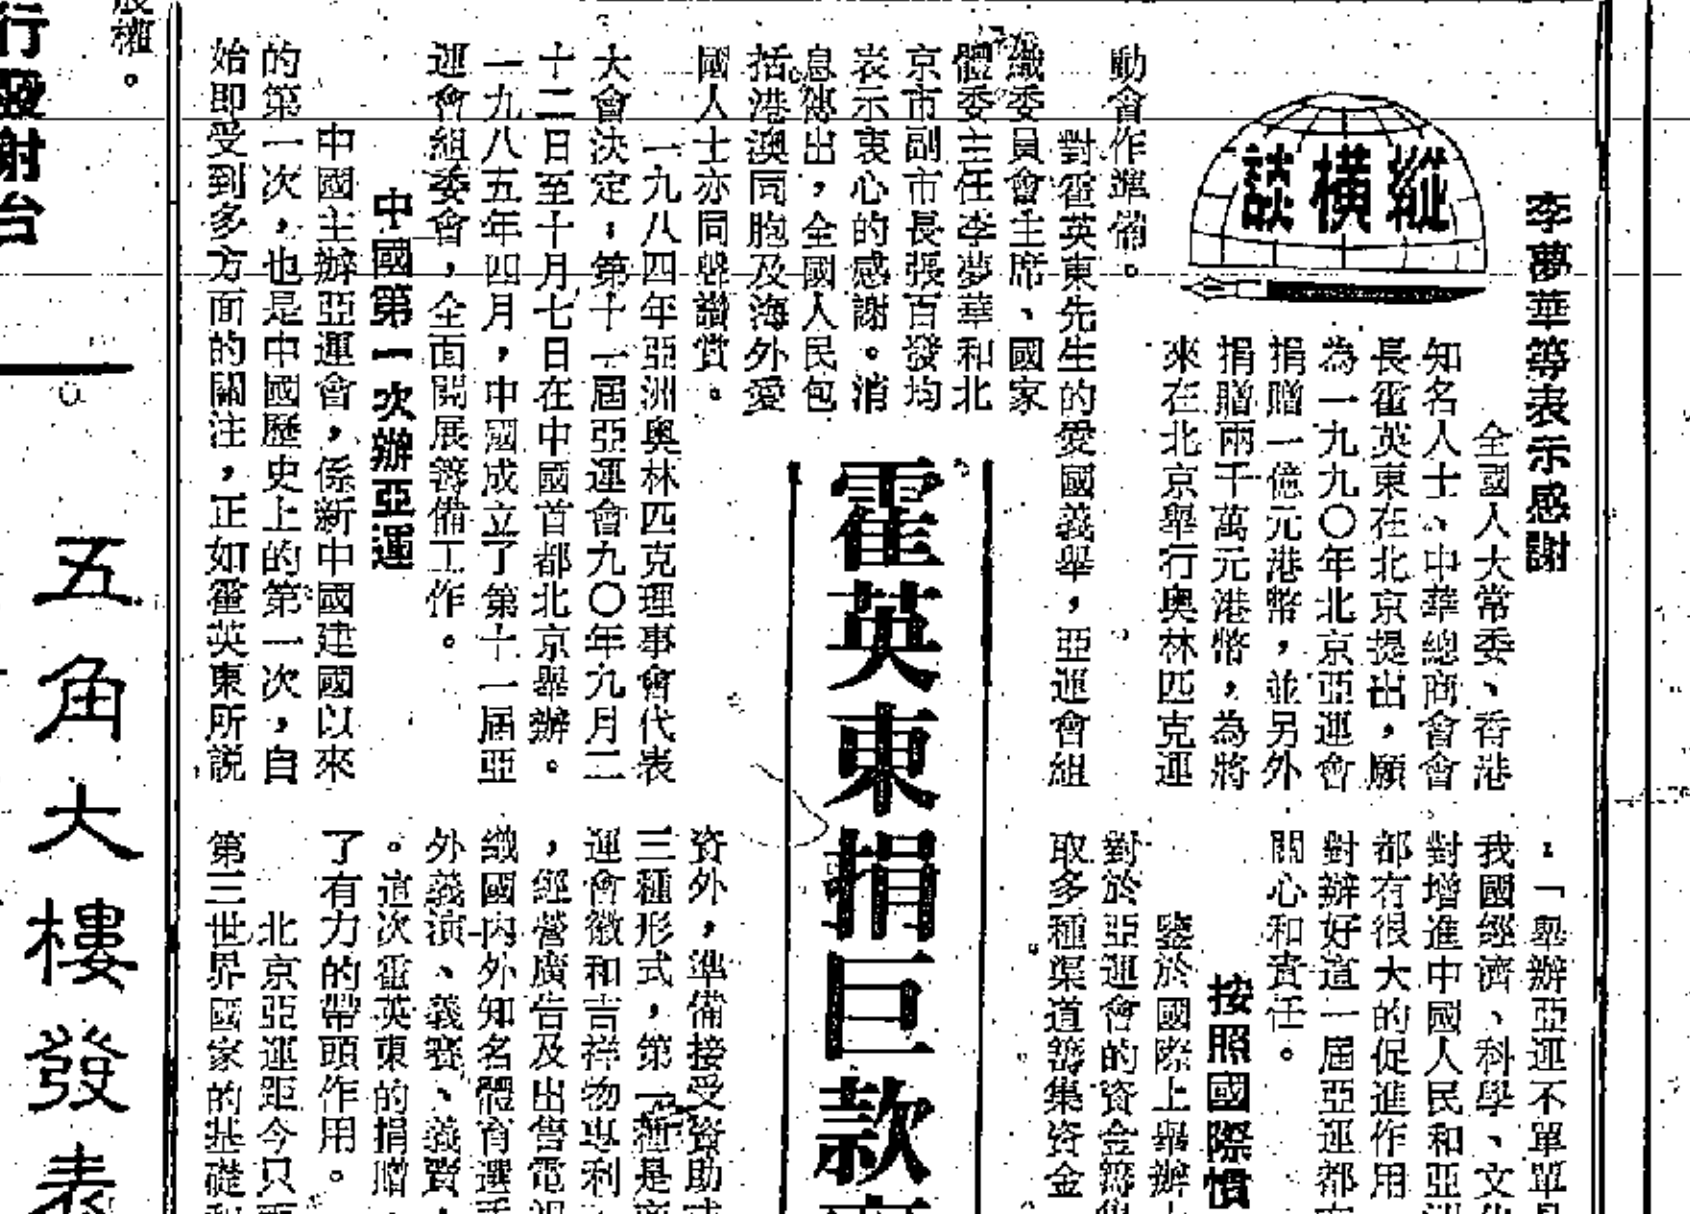 縱橫談
李夢華等表示感謝
全國人大常委、香港
知名人士、中華總商會會
長霍英東在北京提出，願
為一九九〇年北京亞運會
捐贈一億元港幣，並另外
捐贈兩千萬元港幣，為將
來在北京舉行奧林匹克運
動會作準備。
對霍英東先生的愛國義舉，亞運會組
織委員會主席、國家
體委主任李夢華和北
京市副市長張百發均
表示衷心的感謝。消
息傳出，全國人民包
括港澳同胞及海外愛
國人士亦同聲讚賞。
霍英東捐巨款
一九八四年亞洲奧林匹克理事會代表
大會決定：第十一屆亞運會九〇年九月二
十二日至十月七日在中國首都北京舉辦。
一九八五年四月，中國成立了第十一屆亞
運會組委會，全面開展籌備工作。
中國第一次辦亞運
中國主辦亞運會，係新中國建國以來
的第一次，也是中國歷史上的第一次，自
始即受到多方面的關注，正如霍英東所説
：「舉辦亞運不單單
我國經濟、科學、文
對增進中國人民和亞
都有很大的促進作用
對辦好這一屆亞運都
關心和責任。
按照國際慣
鑒於國際上舉辦
對於亞運會的資金籌
取多種渠道籌集資金
資外，準備接受資助
三種形式，第一種是
運會徽和吉祥物專利
，經營廣告及出售電
織國內外知名體育選
外義演、義賽、義賣
。這次霍英東的捐贈
了有力的帶頭作用。
北京亞運距今只
第三世界國家的基礎
權。
行
射台
五角大樓發表